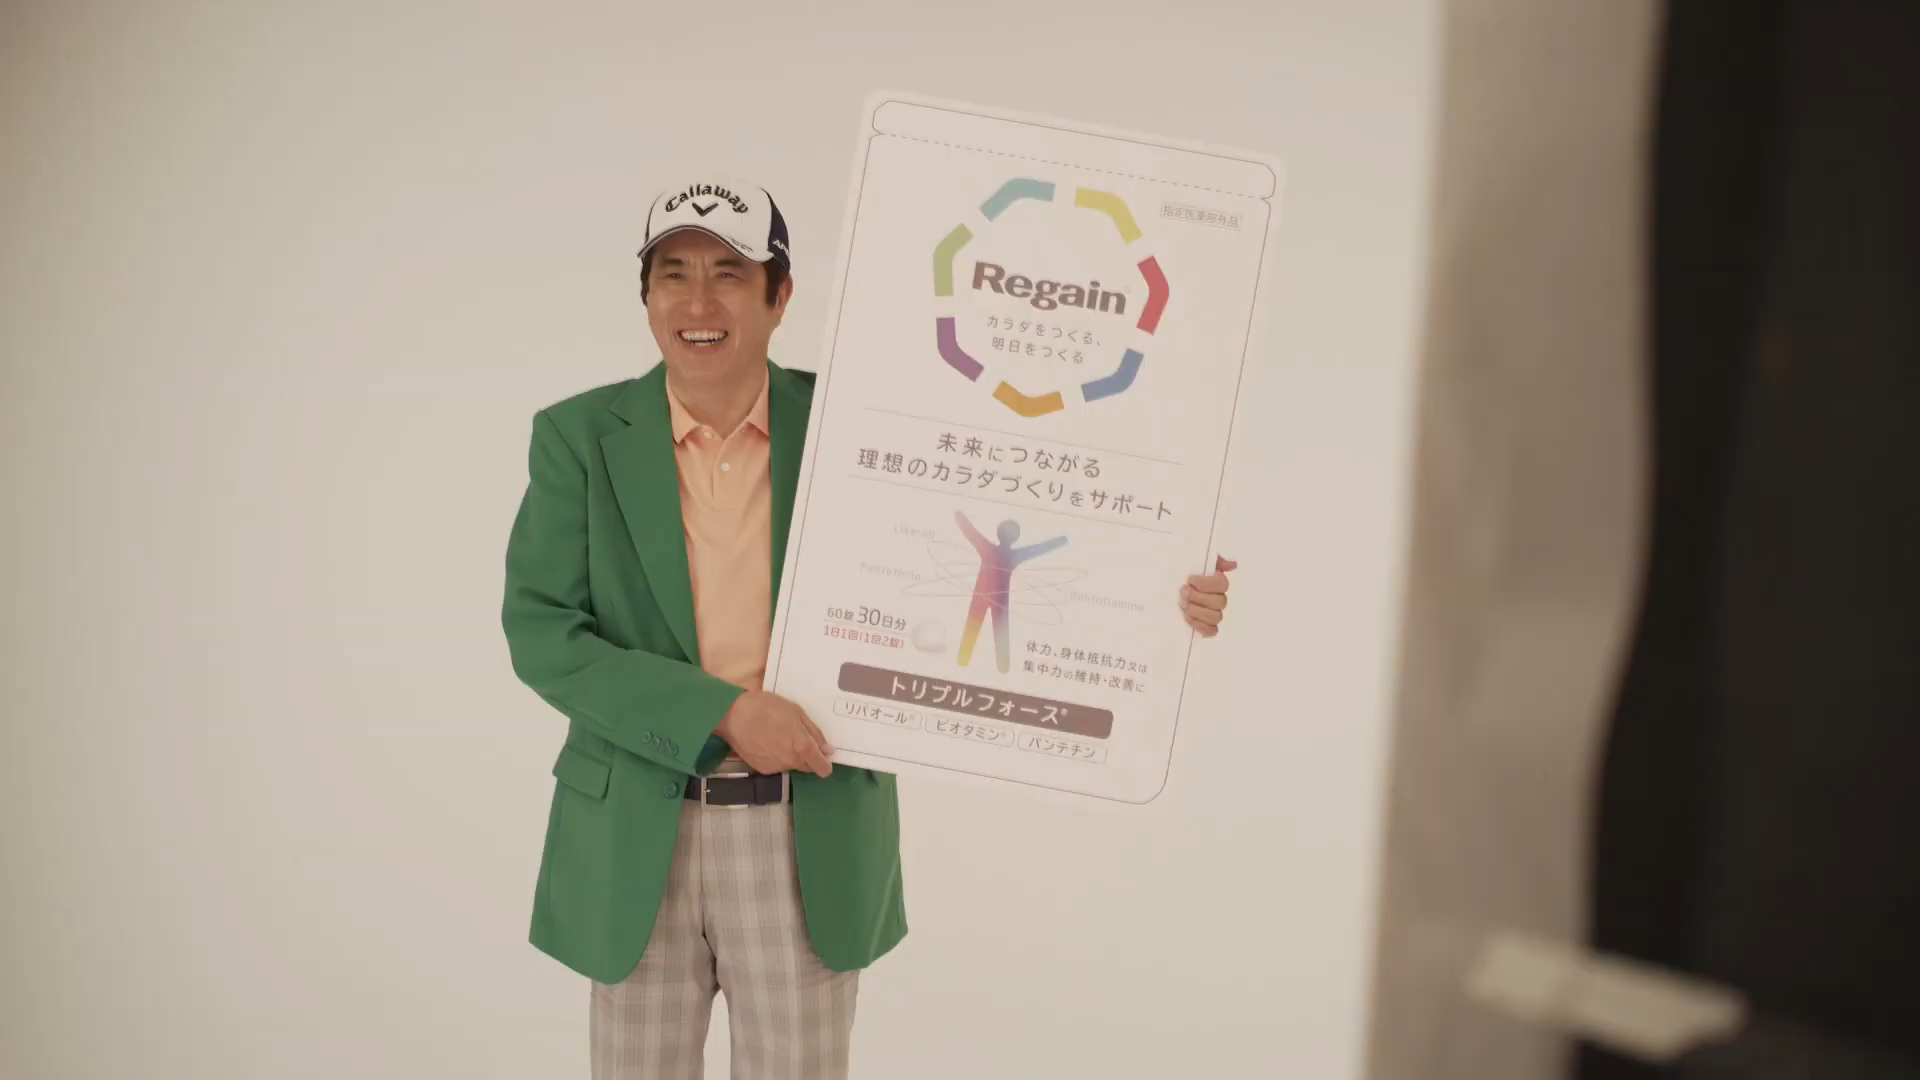 Callaway
指定医薬部外品
Regain
カラダをつくる、
明日をつくる
未来につながる
理想のカラダづくりをサポート
Pantethine
60錠 30日分
1日1回(1回2錠)
体力、身体抵抗力又は
集中力の維持・改善に
トリプルフォース®
リバオール® ビオタミン® パンテチン